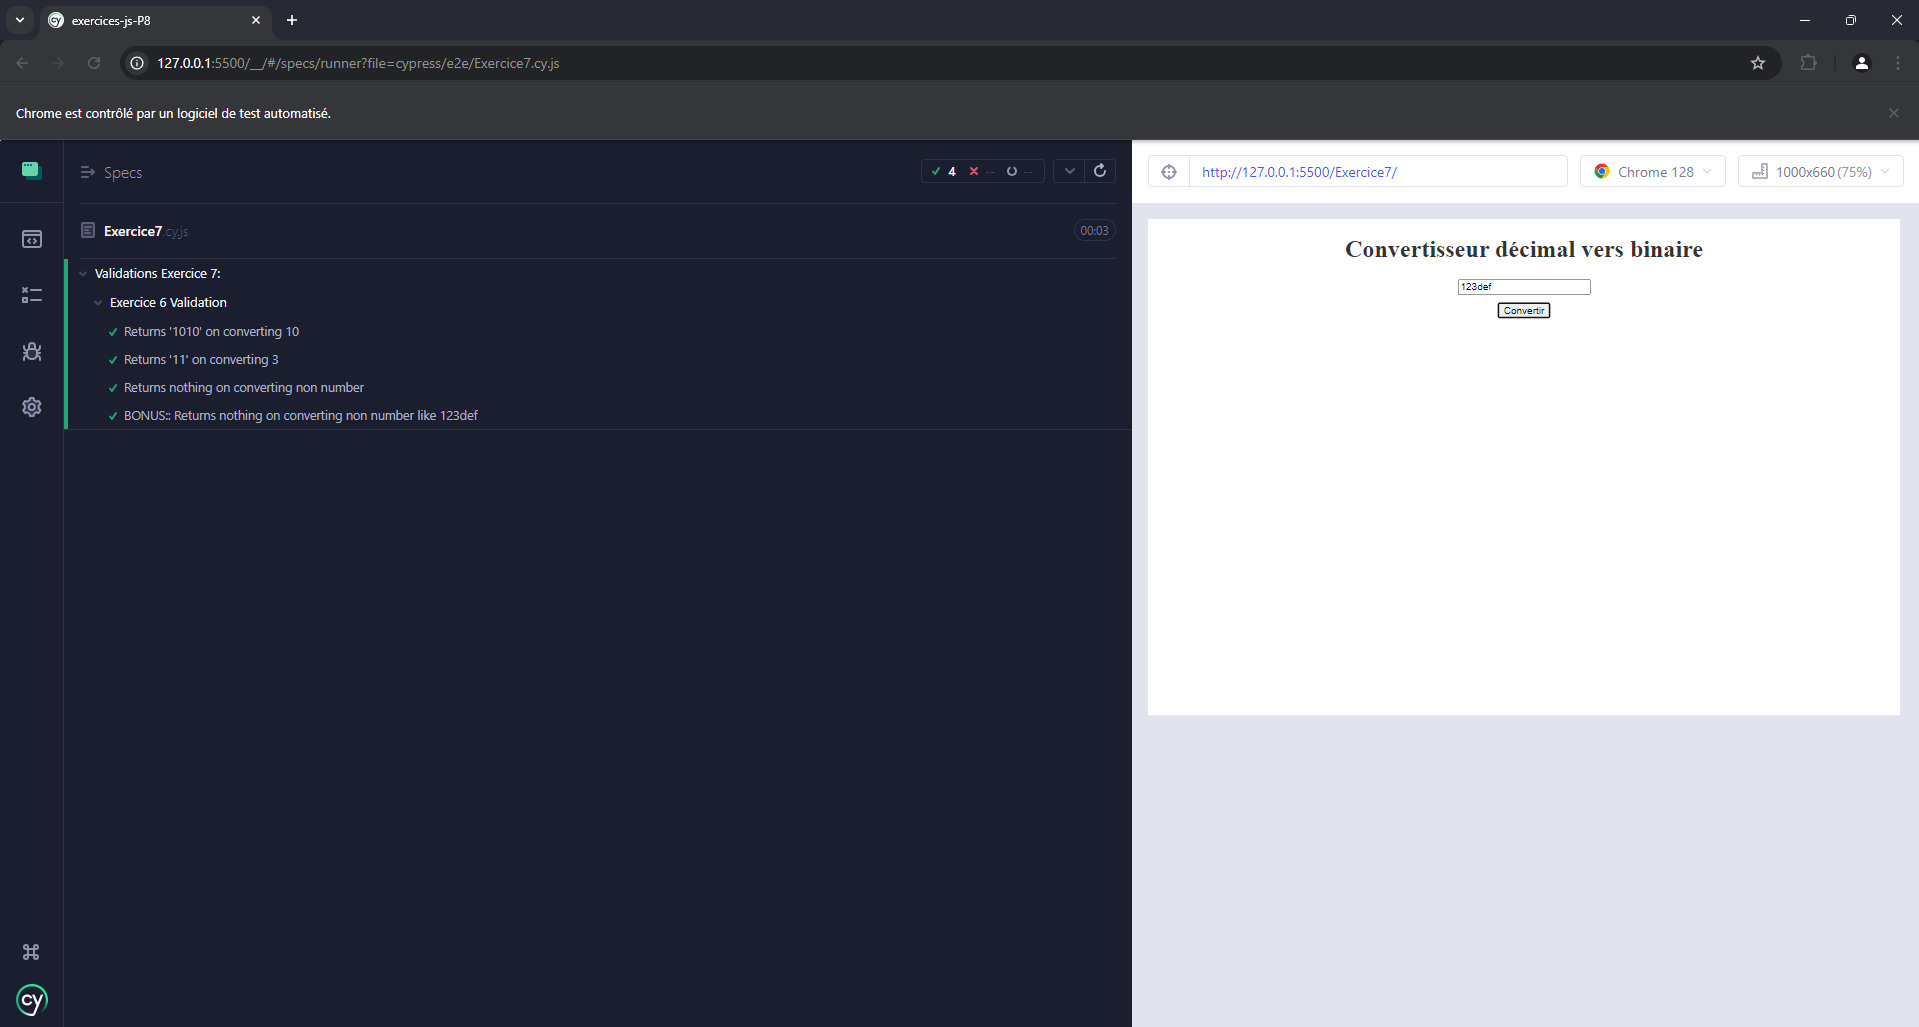 exercices-js-P8
127.0.0.1:5500/__/#/specs/runner?file=cypress/e2e/Exercice7.cy.js
Chrome est contrôlé par un logiciel de test automatisé.
Specs
4 -- --
Exercice7.cy.js
00:03
Validations Exercice 7:
Exercice 6 Validation
Returns '1010' on converting 10
Returns '11' on converting 3
Returns nothing on converting non number
BONUS:: Returns nothing on converting non number like 123def
cy
http://127.0.0.1:5500/Exercice7/
Chrome 128
1000x660 (75%)
Convertisseur décimal vers binaire
123def
Convertir